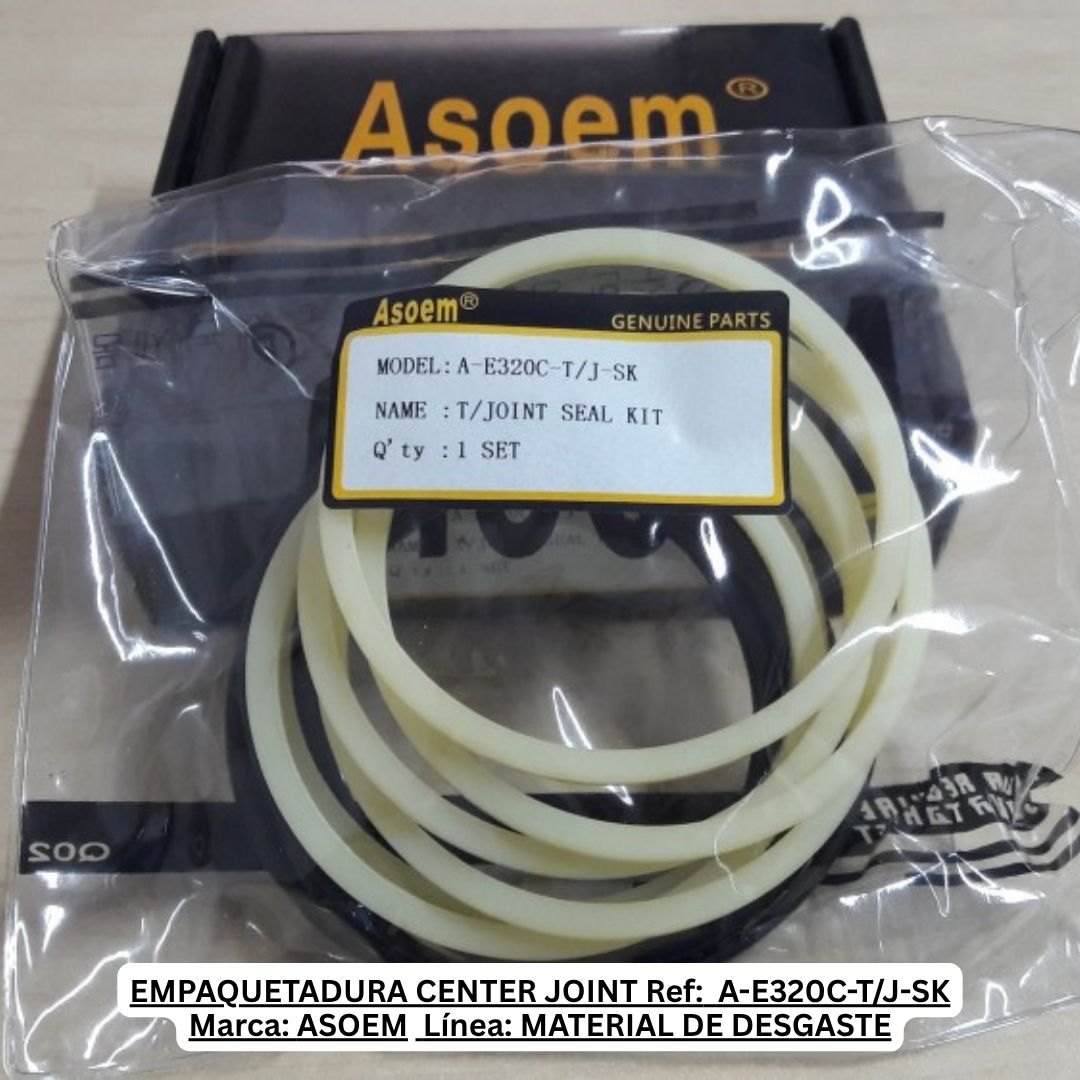 Asoem®
Asoem®
GENUINE PARTS
MODEL: A-E320C-T/J-SK
NAME : T/JOINT SEAL KIT
Q'ty : 1 SET
Q02
EMPAQUETADURA CENTER JOINT Ref: A-E320C-T/J-SK
Marca: ASOEM Línea: MATERIAL DE DESGASTE